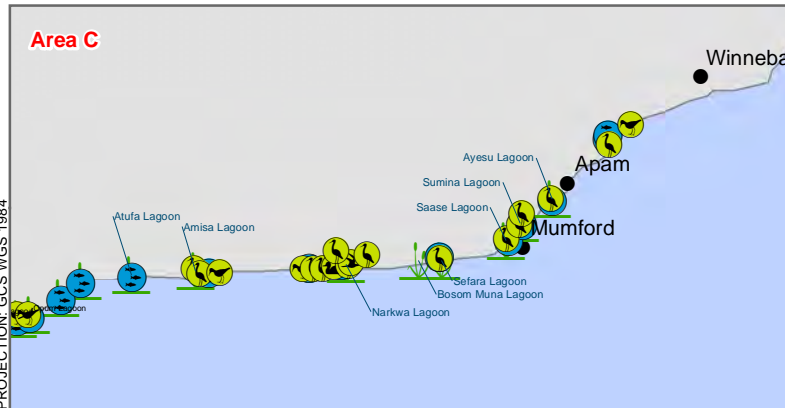 Area C
Winneba
Ayesu Lagoon
Apam
Sumina Lagoon
Saase Lagoon
Atufa Lagoon
Amisa Lagoon
Mumford
Sefara Lagoon
Bosom Muna Lagoon
Narkwa Lagoon
Lagoon
PROJECTION: GCS WGS 1984